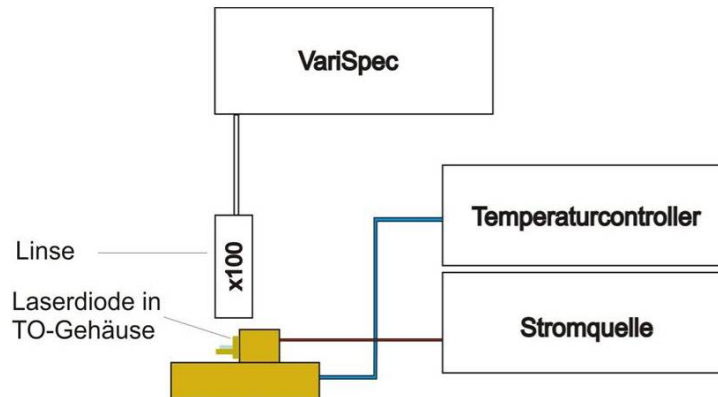 VariSpec
Temperaturcontroller
Linse
x100
Laserdiode in
TO-Gehäuse
Stromquelle